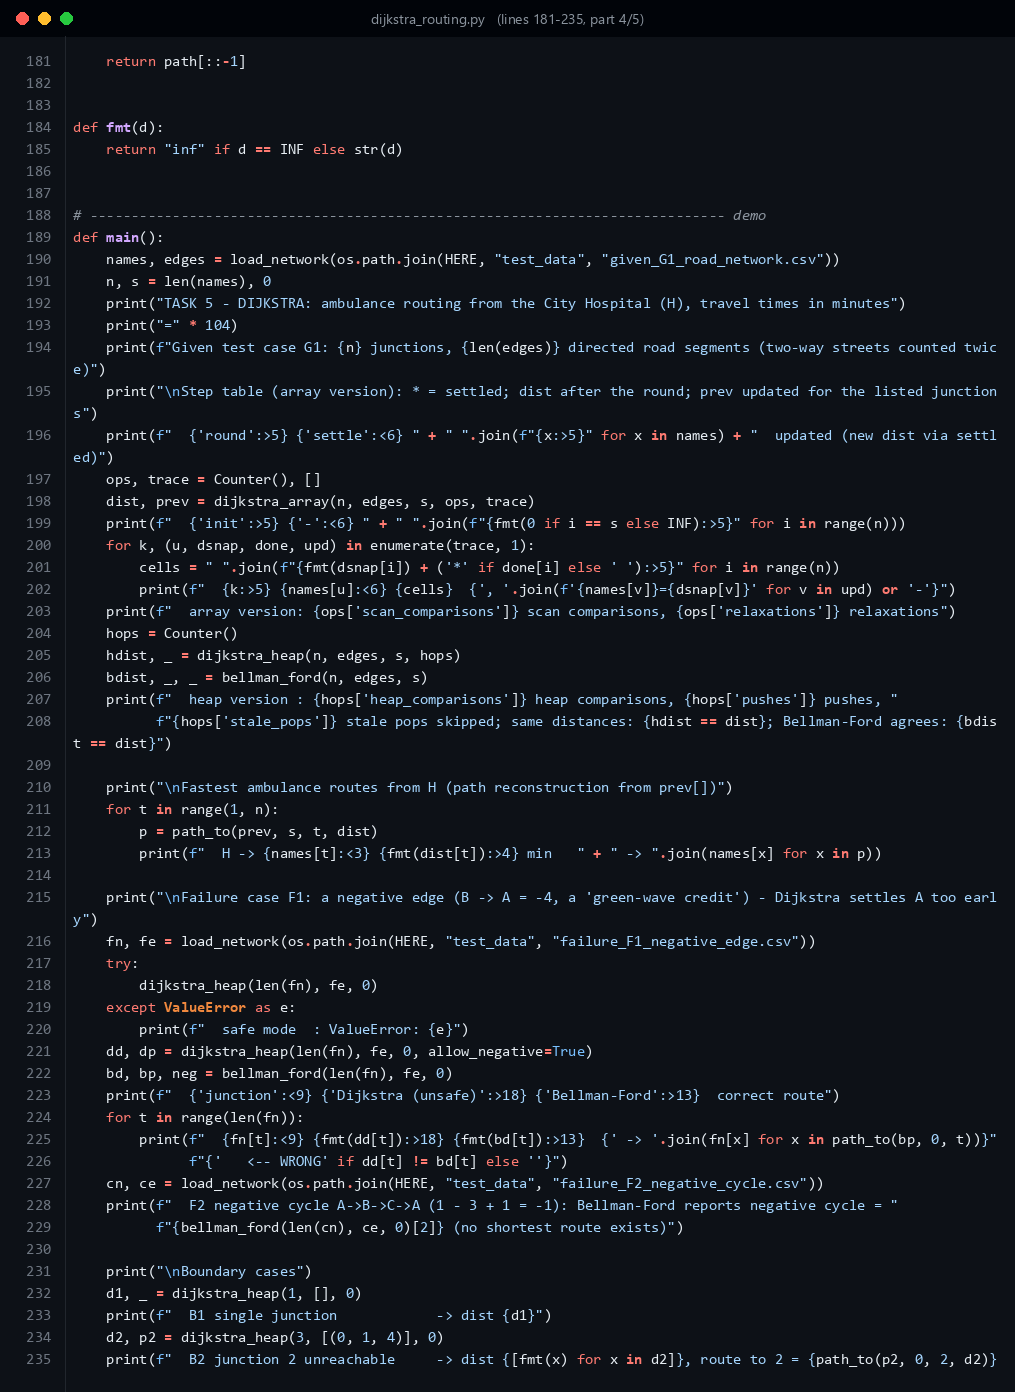 dijkstra_routing.py   (lines 181-235, part 4/5)
181     return path[::-1]
182
183
184 def fmt(d):
185     return "inf" if d == INF else str(d)
186
187
188 # ----------------------------------------------------------------------------- demo
189 def main():
190     names, edges = load_network(os.path.join(HERE, "test_data", "given_G1_road_network.csv"))
191     n, s = len(names), 0
192     print("TASK 5 - DIJKSTRA: ambulance routing from the City Hospital (H), travel times in minutes")
193     print("=" * 104)
194     print(f"Given test case G1: {n} junctions, {len(edges)} directed road segments (two-way streets counted twic
e)")
195     print("\nStep table (array version): * = settled; dist after the round; prev updated for the listed junction
s")
196     print(f"  {'round':>5} {'settle':<6} " + " ".join(f"{x:>5}" for x in names) + "  updated (new dist via settl
ed)")
197     ops, trace = Counter(), []
198     dist, prev = dijkstra_array(n, edges, s, ops, trace)
199     print(f"  {'init':>5} {'-':<6} " + " ".join(f"{fmt(0 if i == s else INF):>5}" for i in range(n)))
200     for k, (u, dsnap, done, upd) in enumerate(trace, 1):
201         cells = " ".join(f"{fmt(dsnap[i]) + ('*' if done[i] else ' '):>5}" for i in range(n))
202         print(f"  {k:>5} {names[u]:<6} {cells}  {', '.join(f'{names[v]}={dsnap[v]}' for v in upd) or '-'}")
203     print(f"  array version: {ops['scan_comparisons']} scan comparisons, {ops['relaxations']} relaxations")
204     hops = Counter()
205     hdist, _ = dijkstra_heap(n, edges, s, hops)
206     bdist, _, _ = bellman_ford(n, edges, s)
207     print(f"  heap version : {hops['heap_comparisons']} heap comparisons, {hops['pushes']} pushes, "
208           f"{hops['stale_pops']} stale pops skipped; same distances: {hdist == dist}; Bellman-Ford agrees: {bdis
t == dist}")
209
210     print("\nFastest ambulance routes from H (path reconstruction from prev[])")
211     for t in range(1, n):
212         p = path_to(prev, s, t, dist)
213         print(f"  H -> {names[t]:<3} {fmt(dist[t]):>4} min   " + " -> ".join(names[x] for x in p))
214
215     print("\nFailure case F1: a negative edge (B -> A = -4, a 'green-wave credit') - Dijkstra settles A too earl
y")
216     fn, fe = load_network(os.path.join(HERE, "test_data", "failure_F1_negative_edge.csv"))
217     try:
218         dijkstra_heap(len(fn), fe, 0)
219     except ValueError as e:
220         print(f"  safe mode  : ValueError: {e}")
221     dd, dp = dijkstra_heap(len(fn), fe, 0, allow_negative=True)
222     bd, bp, neg = bellman_ford(len(fn), fe, 0)
223     print(f"  {'junction':<9} {'Dijkstra (unsafe)':>18} {'Bellman-Ford':>13}  correct route")
224     for t in range(len(fn)):
225         print(f"  {fn[t]:<9} {fmt(dd[t]):>18} {fmt(bd[t]):>13}  {' -> '.join(fn[x] for x in path_to(bp, 0, t))}"
226               f"{'   <-- WRONG' if dd[t] != bd[t] else ''}")
227     cn, ce = load_network(os.path.join(HERE, "test_data", "failure_F2_negative_cycle.csv"))
228     print(f"  F2 negative cycle A->B->C->A (1 - 3 + 1 = -1): Bellman-Ford reports negative cycle = "
229           f"{bellman_ford(len(cn), ce, 0)[2]} (no shortest route exists)")
230
231     print("\nBoundary cases")
232     d1, _ = dijkstra_heap(1, [], 0)
233     print(f"  B1 single junction            -> dist {d1}")
234     d2, p2 = dijkstra_heap(3, [(0, 1, 4)], 0)
235     print(f"  B2 junction 2 unreachable     -> dist {[fmt(x) for x in d2]}, route to 2 = {path_to(p2, 0, 2, d2)}